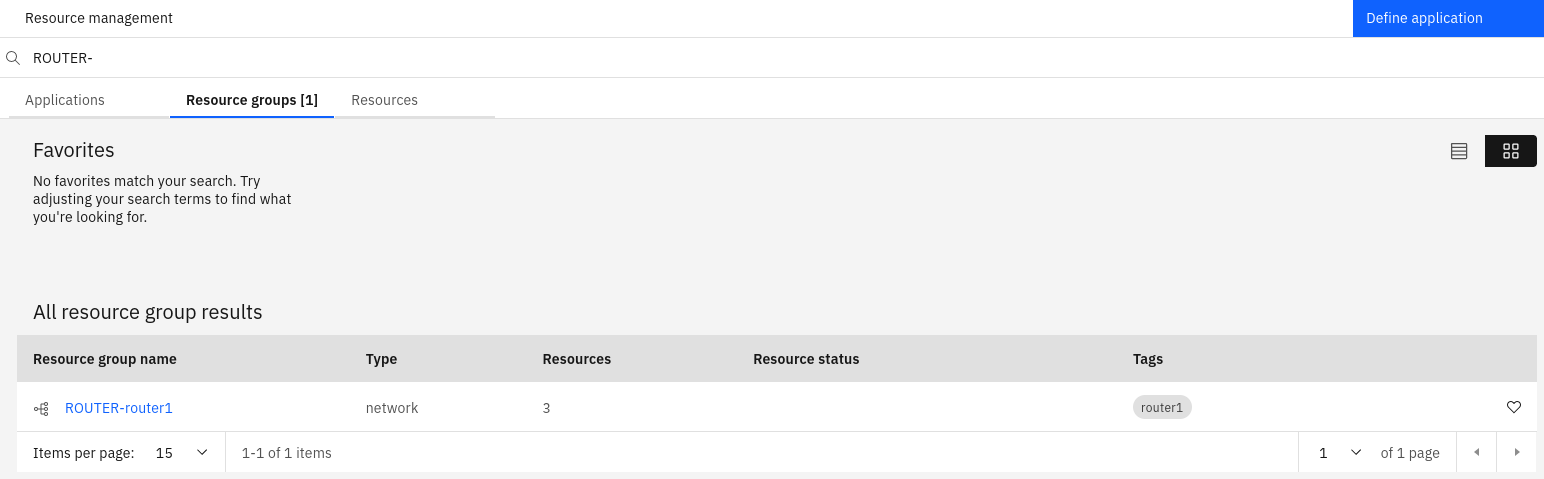 Resource management
Define application
ROUTER-
Applications
Resource groups [1]
Resources
Favorites
No favorites match your search. Try
adjusting your search terms to find what
you're looking for.
All resource group results
Resource group name Type Resources Resource status Tags
ROUTER-router1 network 3 router1
Items per page: 15 1-1 of 1 items 1 of 1 page